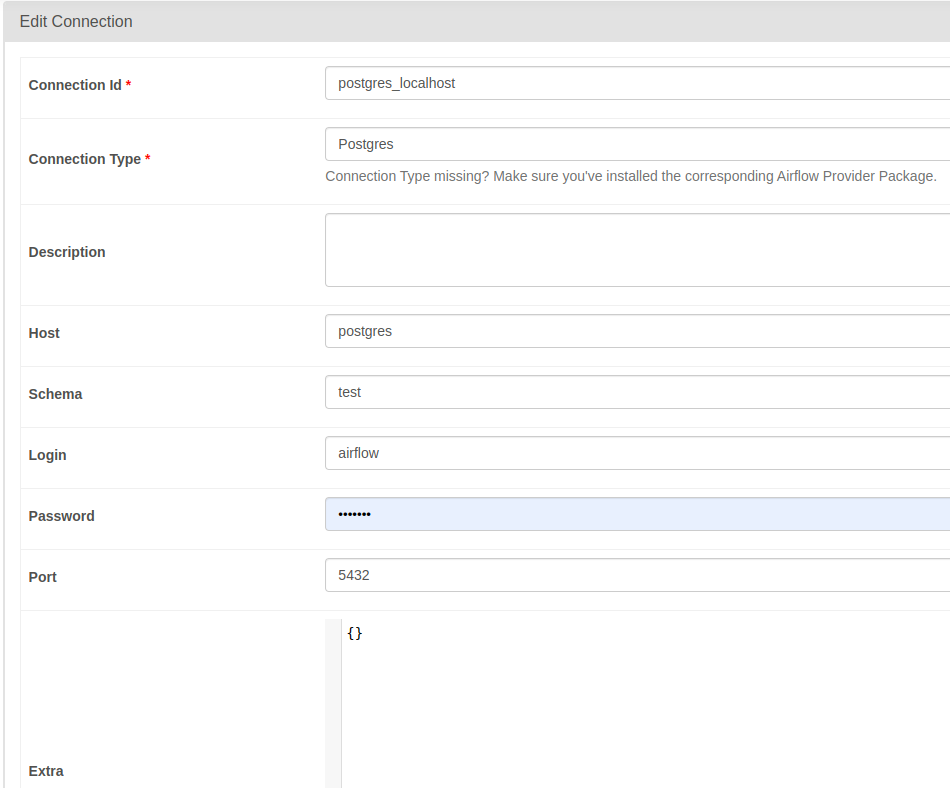 Edit Connection
Connection Id *
postgres_localhost
Connection Type *
Postgres
Connection Type missing? Make sure you've installed the corresponding Airflow Provider Package.
Description
Host
postgres
Schema
test
Login
airflow
Password
•••••••
Port
5432
Extra
{}